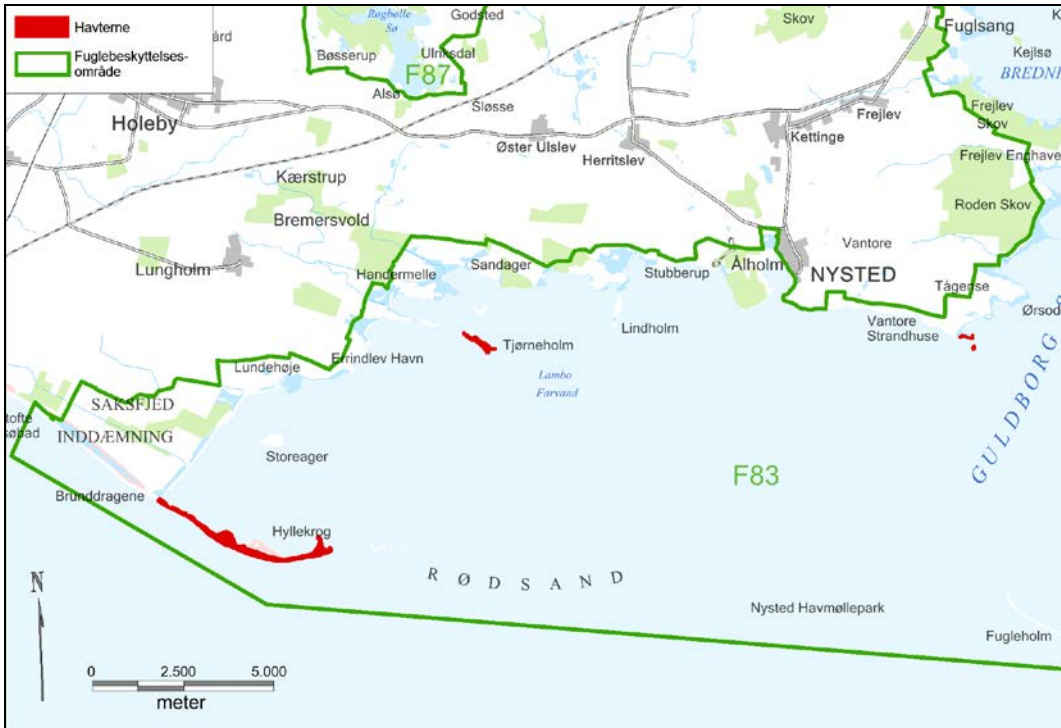 Havterne
Fuglebeskyttelses-
område
Røgbølle
Sø
Godsted
Skov
Fuglsang
Bøsserup
Ulriksdal
F87
Kejlsø
BREDNI
Alsø
Sløsse
Holeby
Frejlev
Skov
Frejlev
Kettinge
Øster Ulslev
Herritslev
Frejlev Enghave
Kærstrup
Bremersvold
Roden Skov
Vantore
Lungholm
Handermelle
Sandager
Stubberup
Ålholm
NYSTED
Tågense
Ørsod
Lindholm
Vantore
Strandhuse
Tjørneholm
Errindlev Havn
Lundehøje
Lambo
Farvand
GULDBORG
SAKSFJED
INDDÆMNING
tofte
søbad
Storeager
F83
Brunddragene
Hyllekrog
RØDSAND
Nysted Havmøllepark
Fugleholm
N
0 2.500 5.000
meter